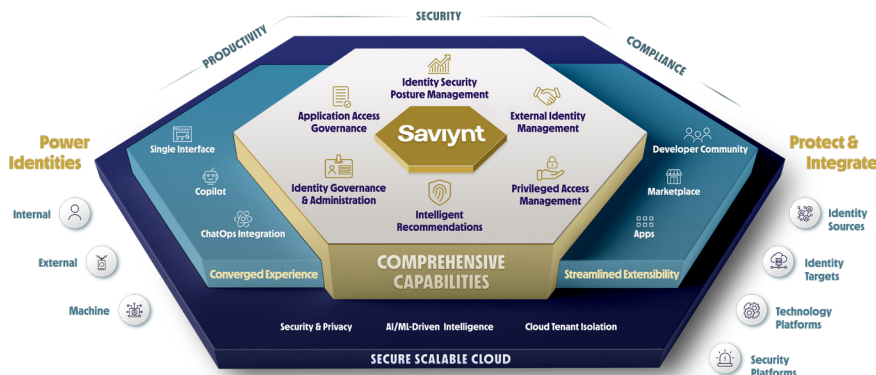 SECURITY
PRODUCTIVITY
COMPLIANCE
Identity Security
Posture Management
Application Access
Governance
External Identity
Management
Saviynt
Identity Governance
& Administration
Privileged Access
Management
Intelligent
Recommendations
COMPREHENSIVE
CAPABILITIES
Single Interface
Copilot
ChatOps Integration
Converged Experience
Developer Community
Marketplace
Apps
Streamlined Extensibility
Security & Privacy
AI/ML-Driven Intelligence
Cloud Tenant Isolation
SECURE SCALABLE CLOUD
Power
Identities
Internal
External
Machine
Protect &
Integrate
Identity
Sources
Identity
Targets
Technology
Platforms
Security
Platforms